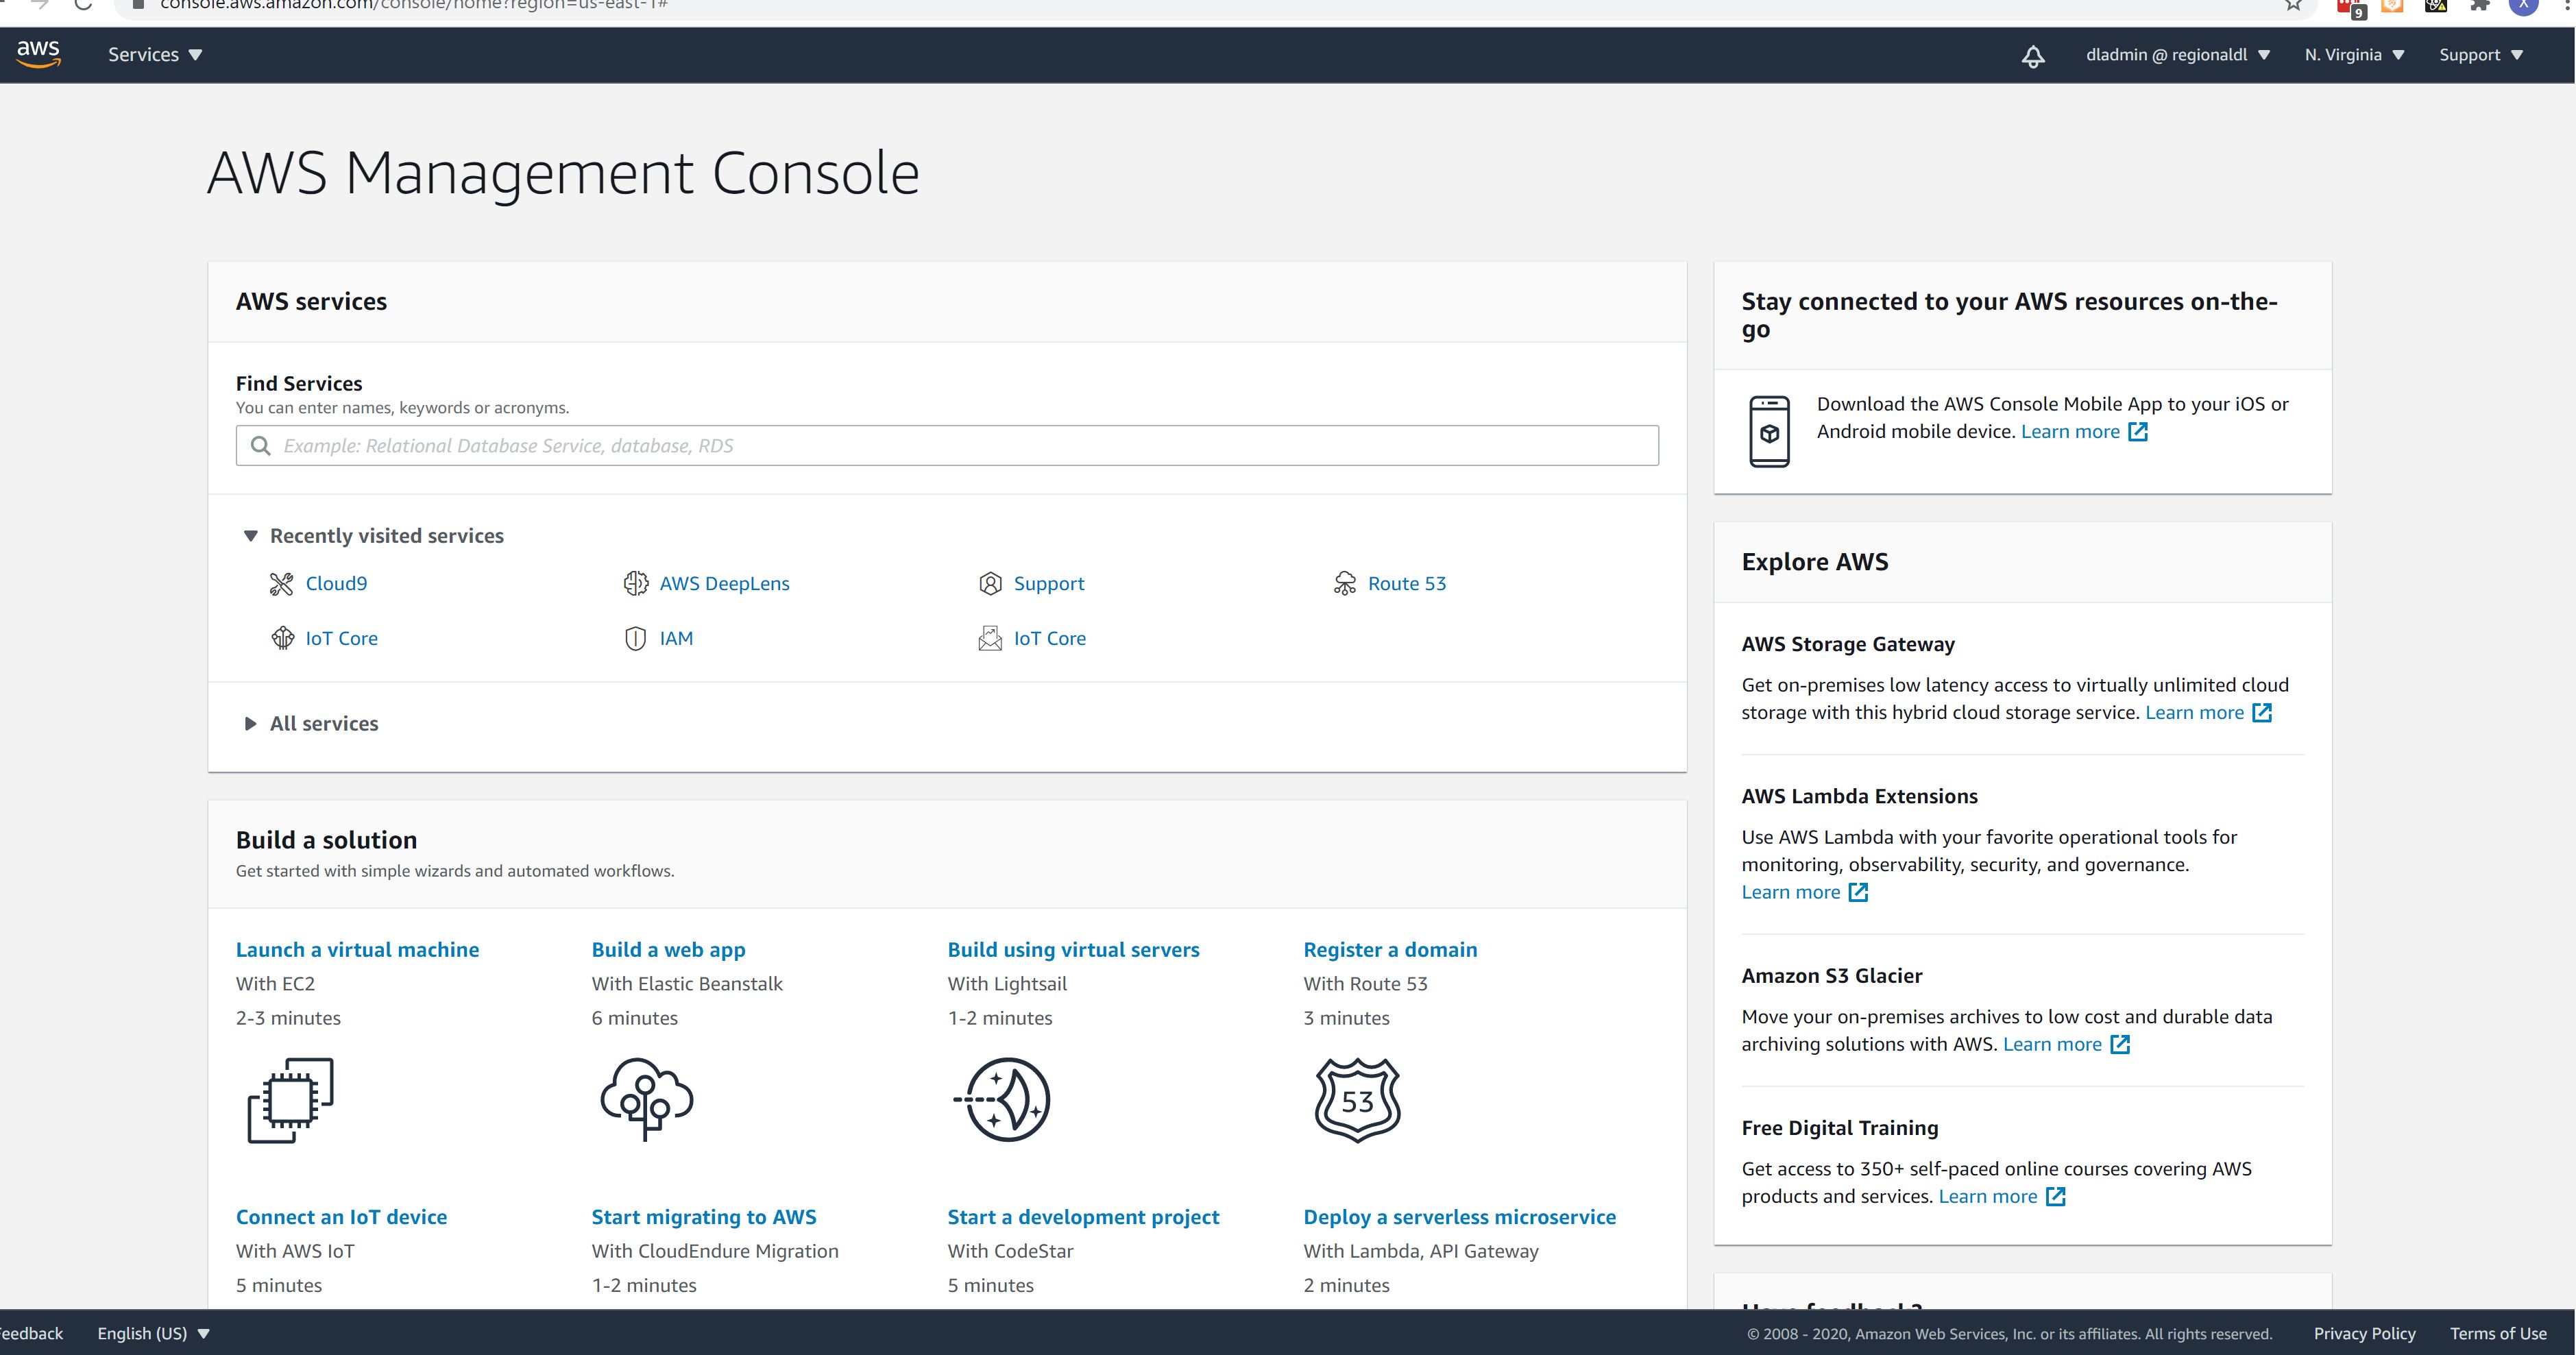 console.aws.amazon.com/console/home?region=us-east-1#
9
X
aws
Services
dladmin @ regionaldl
N. Virginia
Support
AWS Management Console
AWS services
Find Services
You can enter names, keywords or acronyms.
Example: Relational Database Service, database, RDS
Recently visited services
Cloud9
AWS DeepLens
Support
Route 53
IoT Core
IAM
IoT Core
All services
Build a solution
Get started with simple wizards and automated workflows.
Launch a virtual machine
With EC2
2-3 minutes
Build a web app
With Elastic Beanstalk
6 minutes
Build using virtual servers
With Lightsail
1-2 minutes
Register a domain
With Route 53
3 minutes
53
Connect an IoT device
With AWS IoT
5 minutes
Start migrating to AWS
With CloudEndure Migration
1-2 minutes
Start a development project
With CodeStar
5 minutes
Deploy a serverless microservice
With Lambda, API Gateway
2 minutes
Stay connected to your AWS resources on-the-
go
Download the AWS Console Mobile App to your iOS or
Android mobile device. Learn more
Explore AWS
AWS Storage Gateway
Get on-premises low latency access to virtually unlimited cloud
storage with this hybrid cloud storage service. Learn more
AWS Lambda Extensions
Use AWS Lambda with your favorite operational tools for
monitoring, observability, security, and governance.
Learn more
Amazon S3 Glacier
Move your on-premises archives to low cost and durable data
archiving solutions with AWS. Learn more
Free Digital Training
Get access to 350+ self-paced online courses covering AWS
products and services. Learn more
Have feedback?
Feedback
English (US)
© 2008 - 2020, Amazon Web Services, Inc. or its affiliates. All rights reserved.
Privacy Policy
Terms of Use